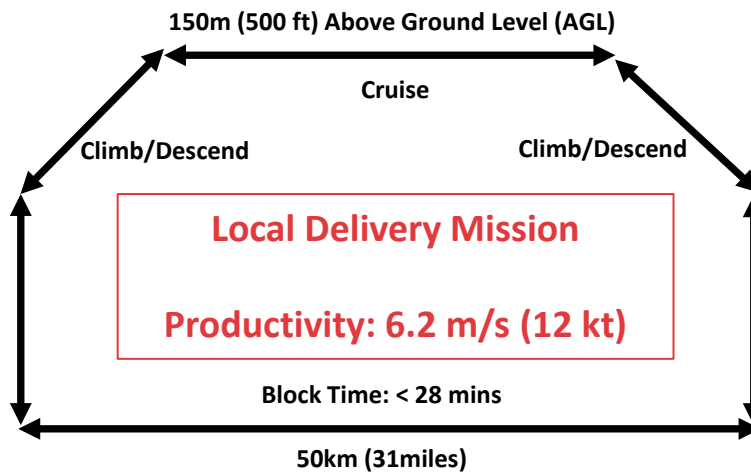 150m (500 ft) Above Ground Level (AGL)
Cruise
Climb/Descend
Climb/Descend
Local Delivery Mission
Productivity: 6.2 m/s (12 kt)
Block Time: < 28 mins
50km (31miles)